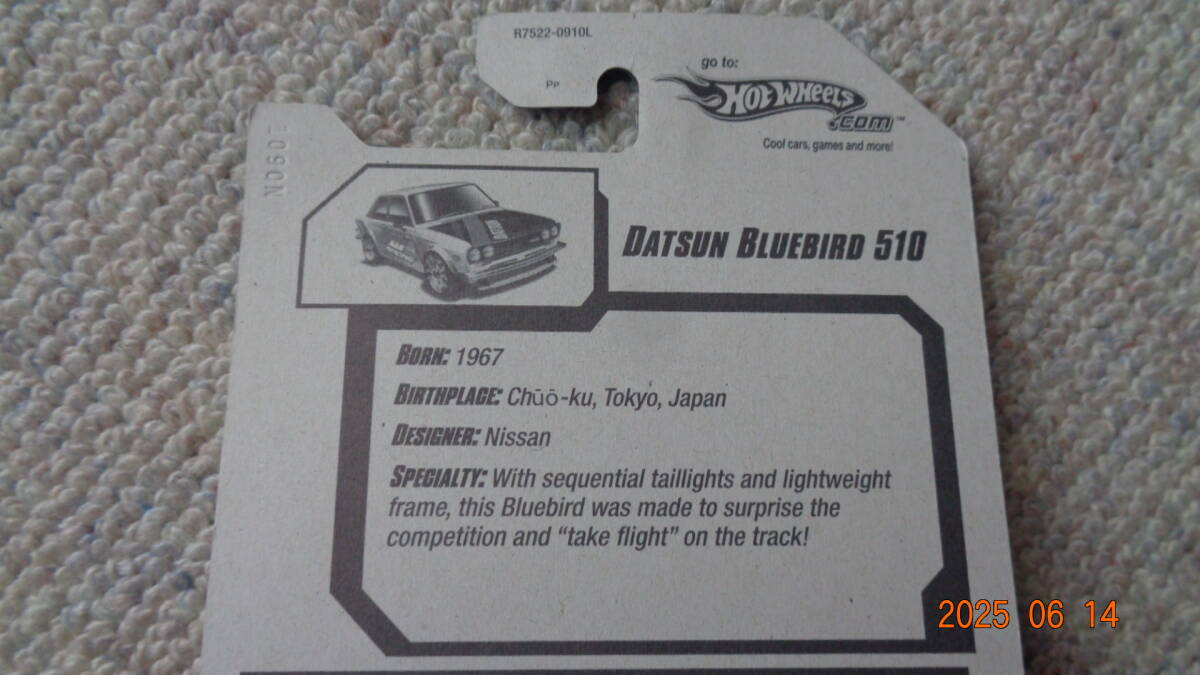 R7522-0910L
PP
go to:
HOT WHEELS
.COM™
Cool cars, games and more!
N060L
DATSUN BLUEBIRD 510
BORN: 1967
BIRTHPLACE: Chūō-ku, Tokyo, Japan
DESIGNER: Nissan
SPECIALTY: With sequential taillights and lightweight
frame, this Bluebird was made to surprise the
competition and “take flight” on the track!
2025 06 14